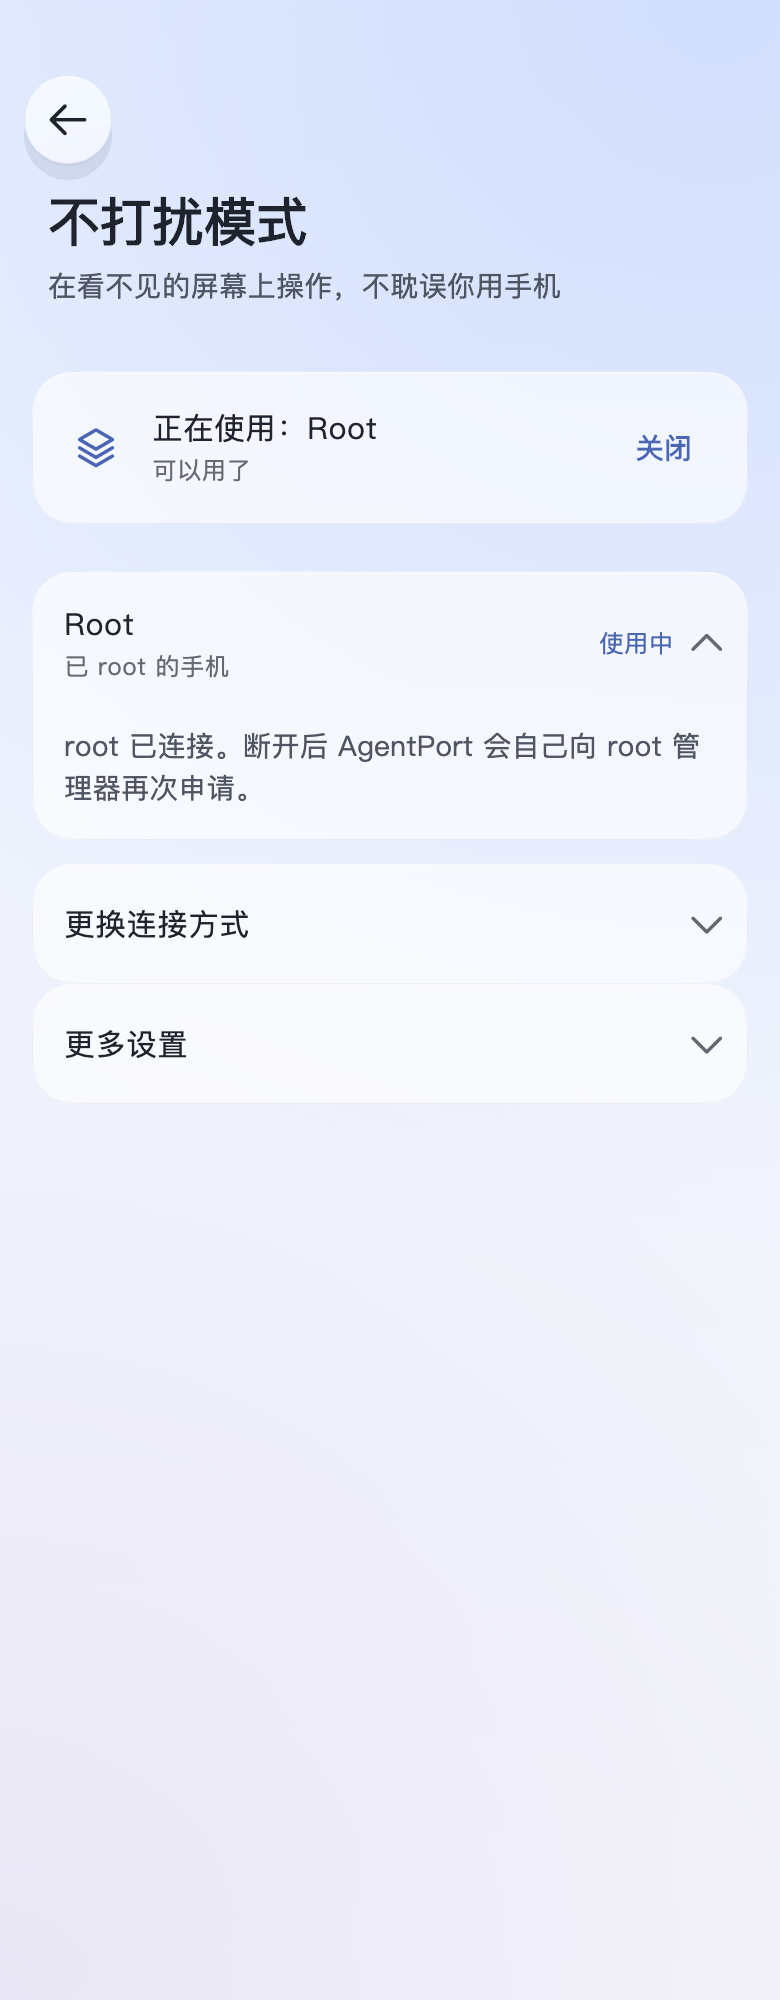 不打扰模式
在看不见的屏幕上操作，不耽误你用手机
正在使用：Root
可以用了
关闭
Root
已 root 的手机
使用中
root 已连接。断开后 AgentPort 会自己向 root 管
理器再次申请。
更换连接方式
更多设置